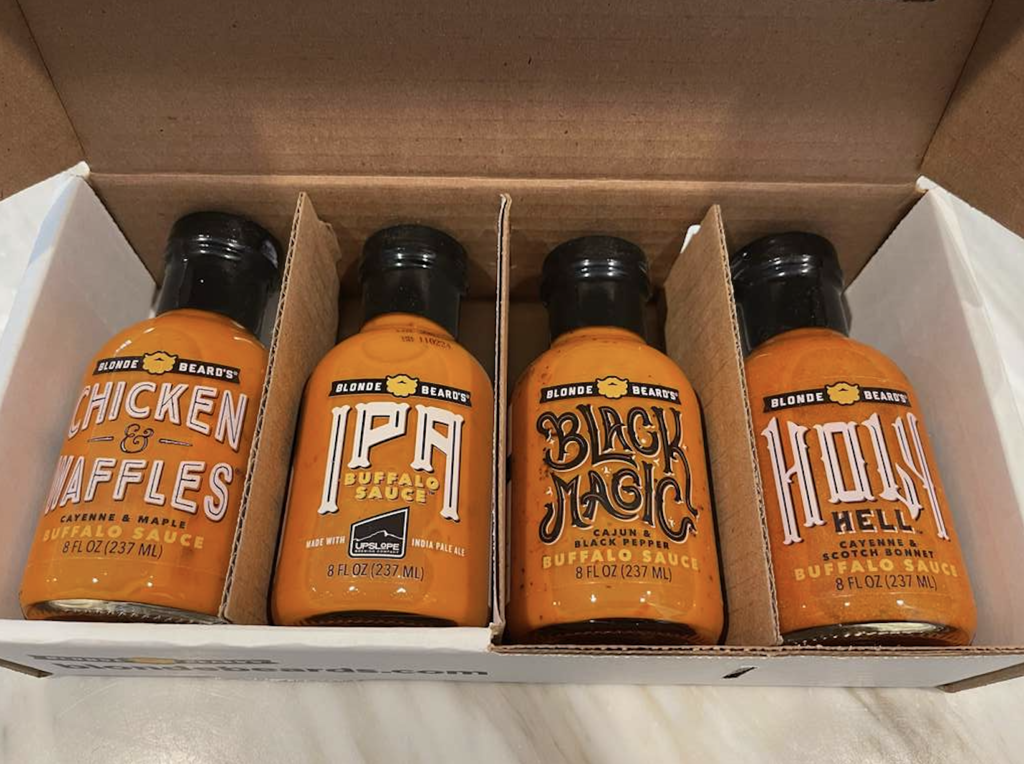 BLONDE BEARD'S®
CHICKEN
&
WAFFLES
CAYENNE & MAPLE
BUFFALO SAUCE
8 FL OZ (237 ML)
BLONDE BEARD'S®
IPA
BUFFALO
SAUCE
MADE WITH UPSLOPE INDIA PALE ALE
BREWING COMPANY
8 FL OZ (237 ML)
BLONDE BEARD'S®
BLACK
MAGIC
CAJUN &
BLACK PEPPER
BUFFALO SAUCE
8 FL OZ (237 ML)
BLONDE BEARD'S®
HOLY
HELL
CAYENNE &
SCOTCH BONNET
BUFFALO SAUCE
8 FL OZ (237 ML)